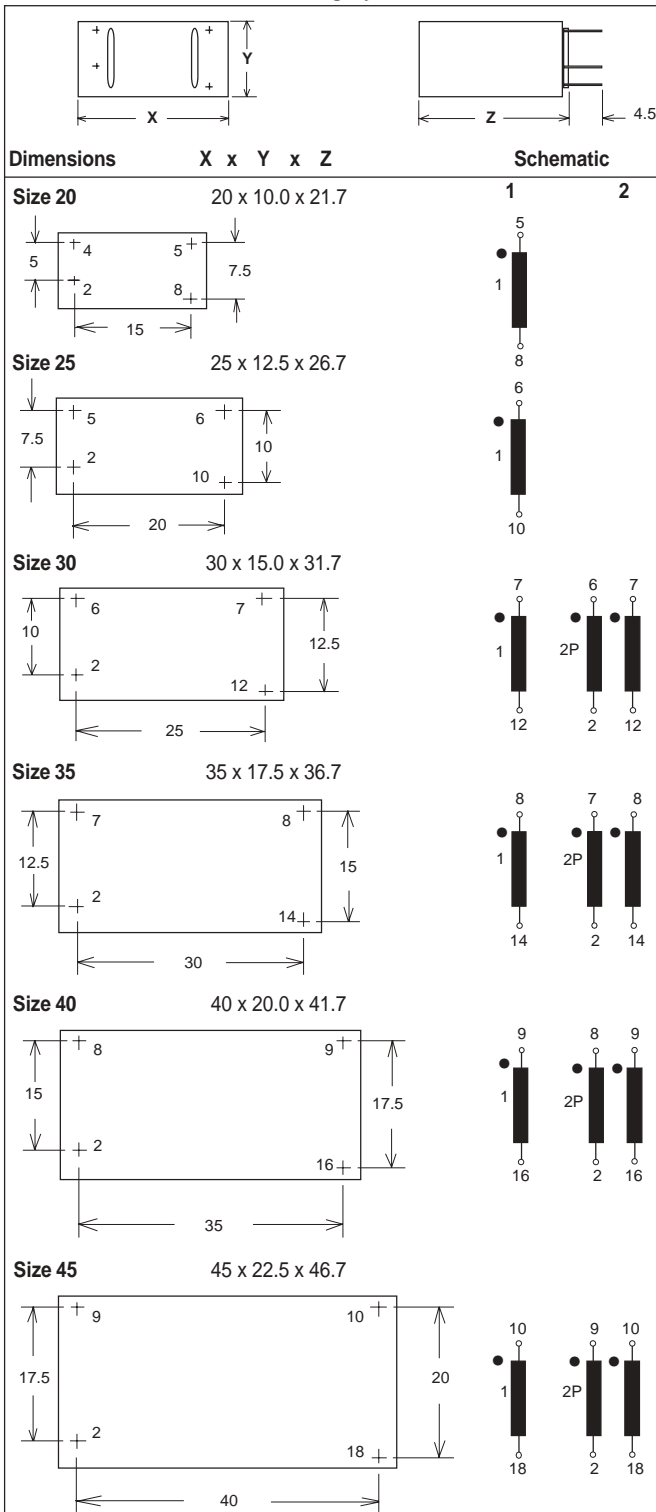 Y
X
Z
4.5
Dimensions X x Y x Z Schematic
Size 20 20 x 10.0 x 21.7 1 2
5
4 5
5 7.5
2 8 1
15
8
Size 25 25 x 12.5 x 26.7
6
5 6
7.5 10
2 10 1
20
10
Size 30 30 x 15.0 x 31.7
7 6 7
6 7
10 12.5
2 12 1 2P
25
12 2 12
Size 35 35 x 17.5 x 36.7
8 7 8
7 8
12.5 15
2 14 1 2P
30
14 2 14
Size 40 40 x 20.0 x 41.7
9 8 9
8 9
15 17.5
2 16 1 2P
35
16 2 16
Size 45 45 x 22.5 x 46.7
10 9 10
9 10
17.5 20
2 18 1 2P
40
18 2 18